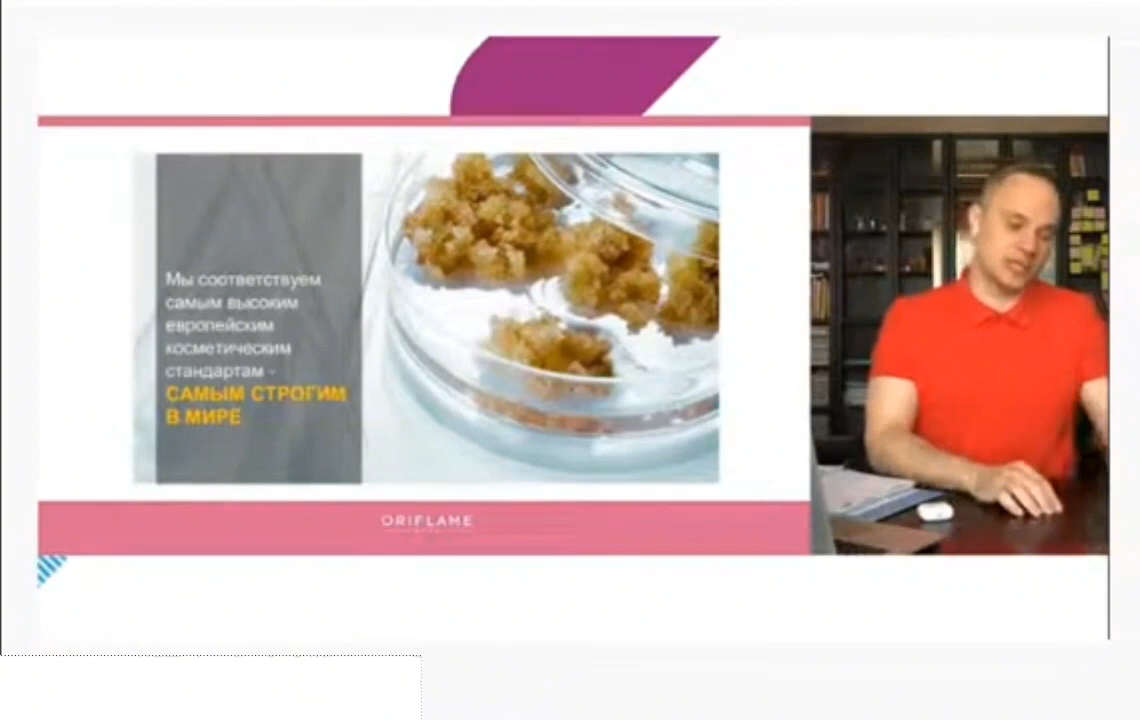 Мы соответствуем
самым высоким
европейским
косметическим
стандартам -
САМЫМ СТРОГИМ
В МИРЕ
ORIFLAME